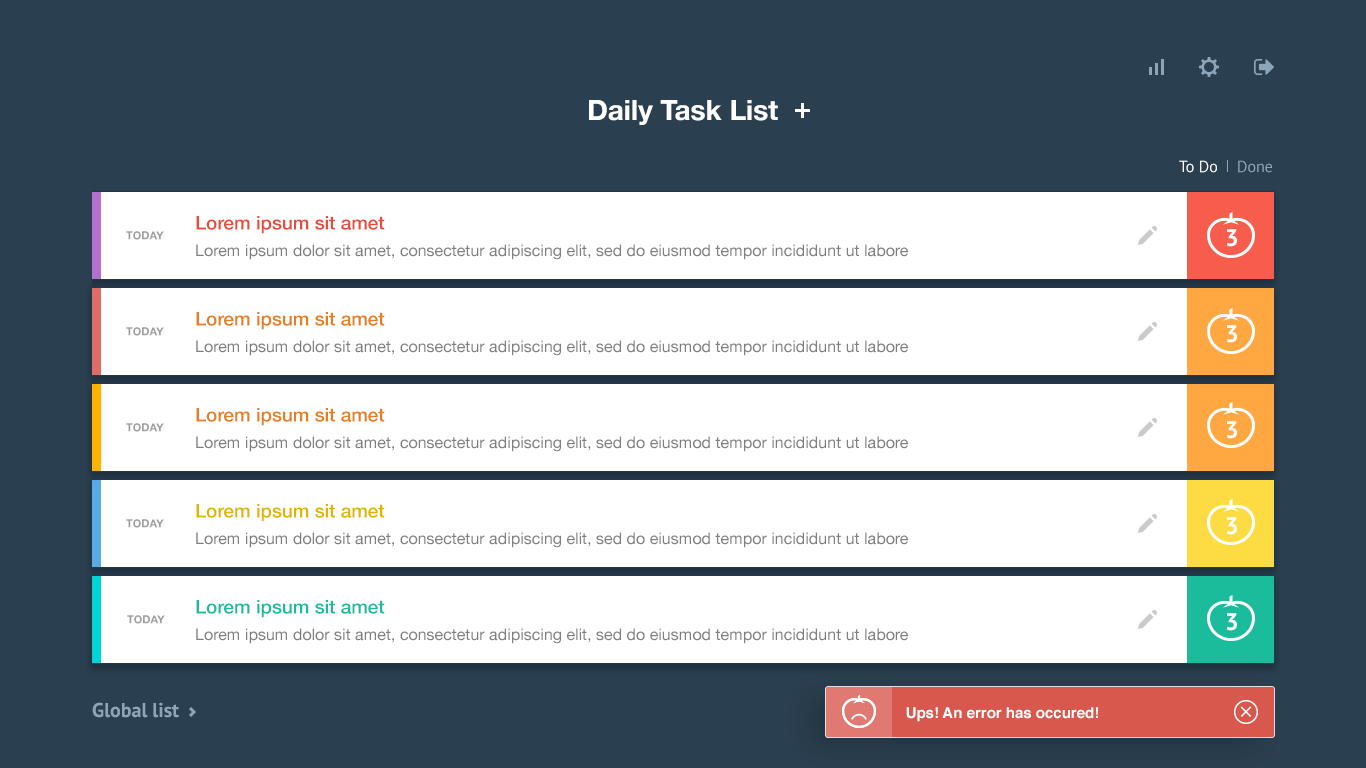 Daily Task List +
To Do | Done
TODAY
Lorem ipsum sit amet
Lorem ipsum dolor sit amet, consectetur adipiscing elit, sed do eiusmod tempor incididunt ut labore
3
TODAY
Lorem ipsum sit amet
Lorem ipsum dolor sit amet, consectetur adipiscing elit, sed do eiusmod tempor incididunt ut labore
3
TODAY
Lorem ipsum sit amet
Lorem ipsum dolor sit amet, consectetur adipiscing elit, sed do eiusmod tempor incididunt ut labore
3
TODAY
Lorem ipsum sit amet
Lorem ipsum dolor sit amet, consectetur adipiscing elit, sed do eiusmod tempor incididunt ut labore
3
TODAY
Lorem ipsum sit amet
Lorem ipsum dolor sit amet, consectetur adipiscing elit, sed do eiusmod tempor incididunt ut labore
3
Global list
Ups! An error has occured!